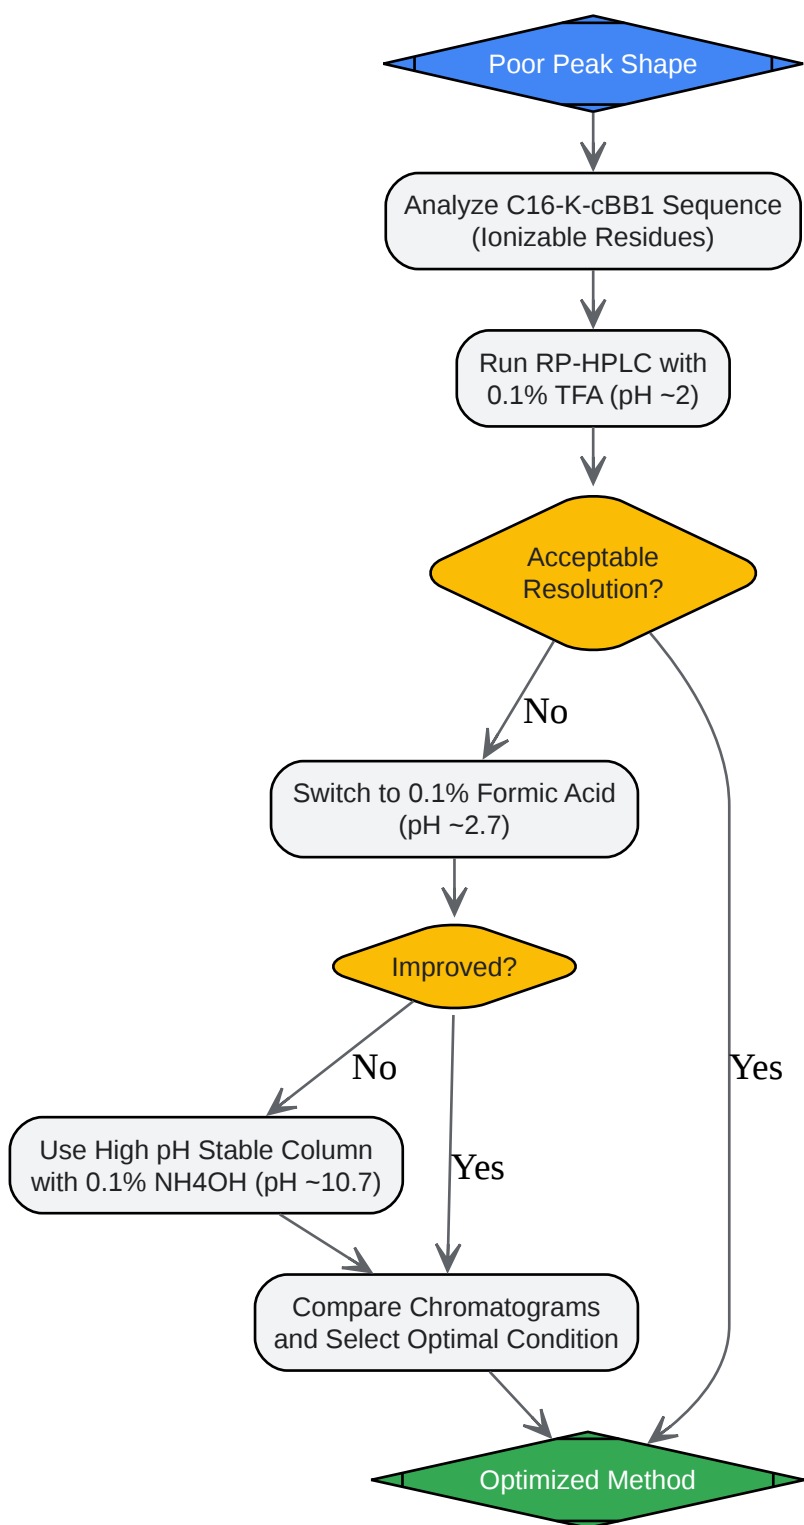 Poor Peak Shape
Analyze C16-K-cBB1 Sequence
(Ionizable Residues)
Run RP-HPLC with
0.1% TFA (pH ~2)
Acceptable
Resolution?
No
Switch to 0.1% Formic Acid
(pH ~2.7)
Improved?
No
Yes
Use High pH Stable Column
with 0.1% NH4OH (pH ~10.7)
Yes
Compare Chromatograms
and Select Optimal Condition
Optimized Method